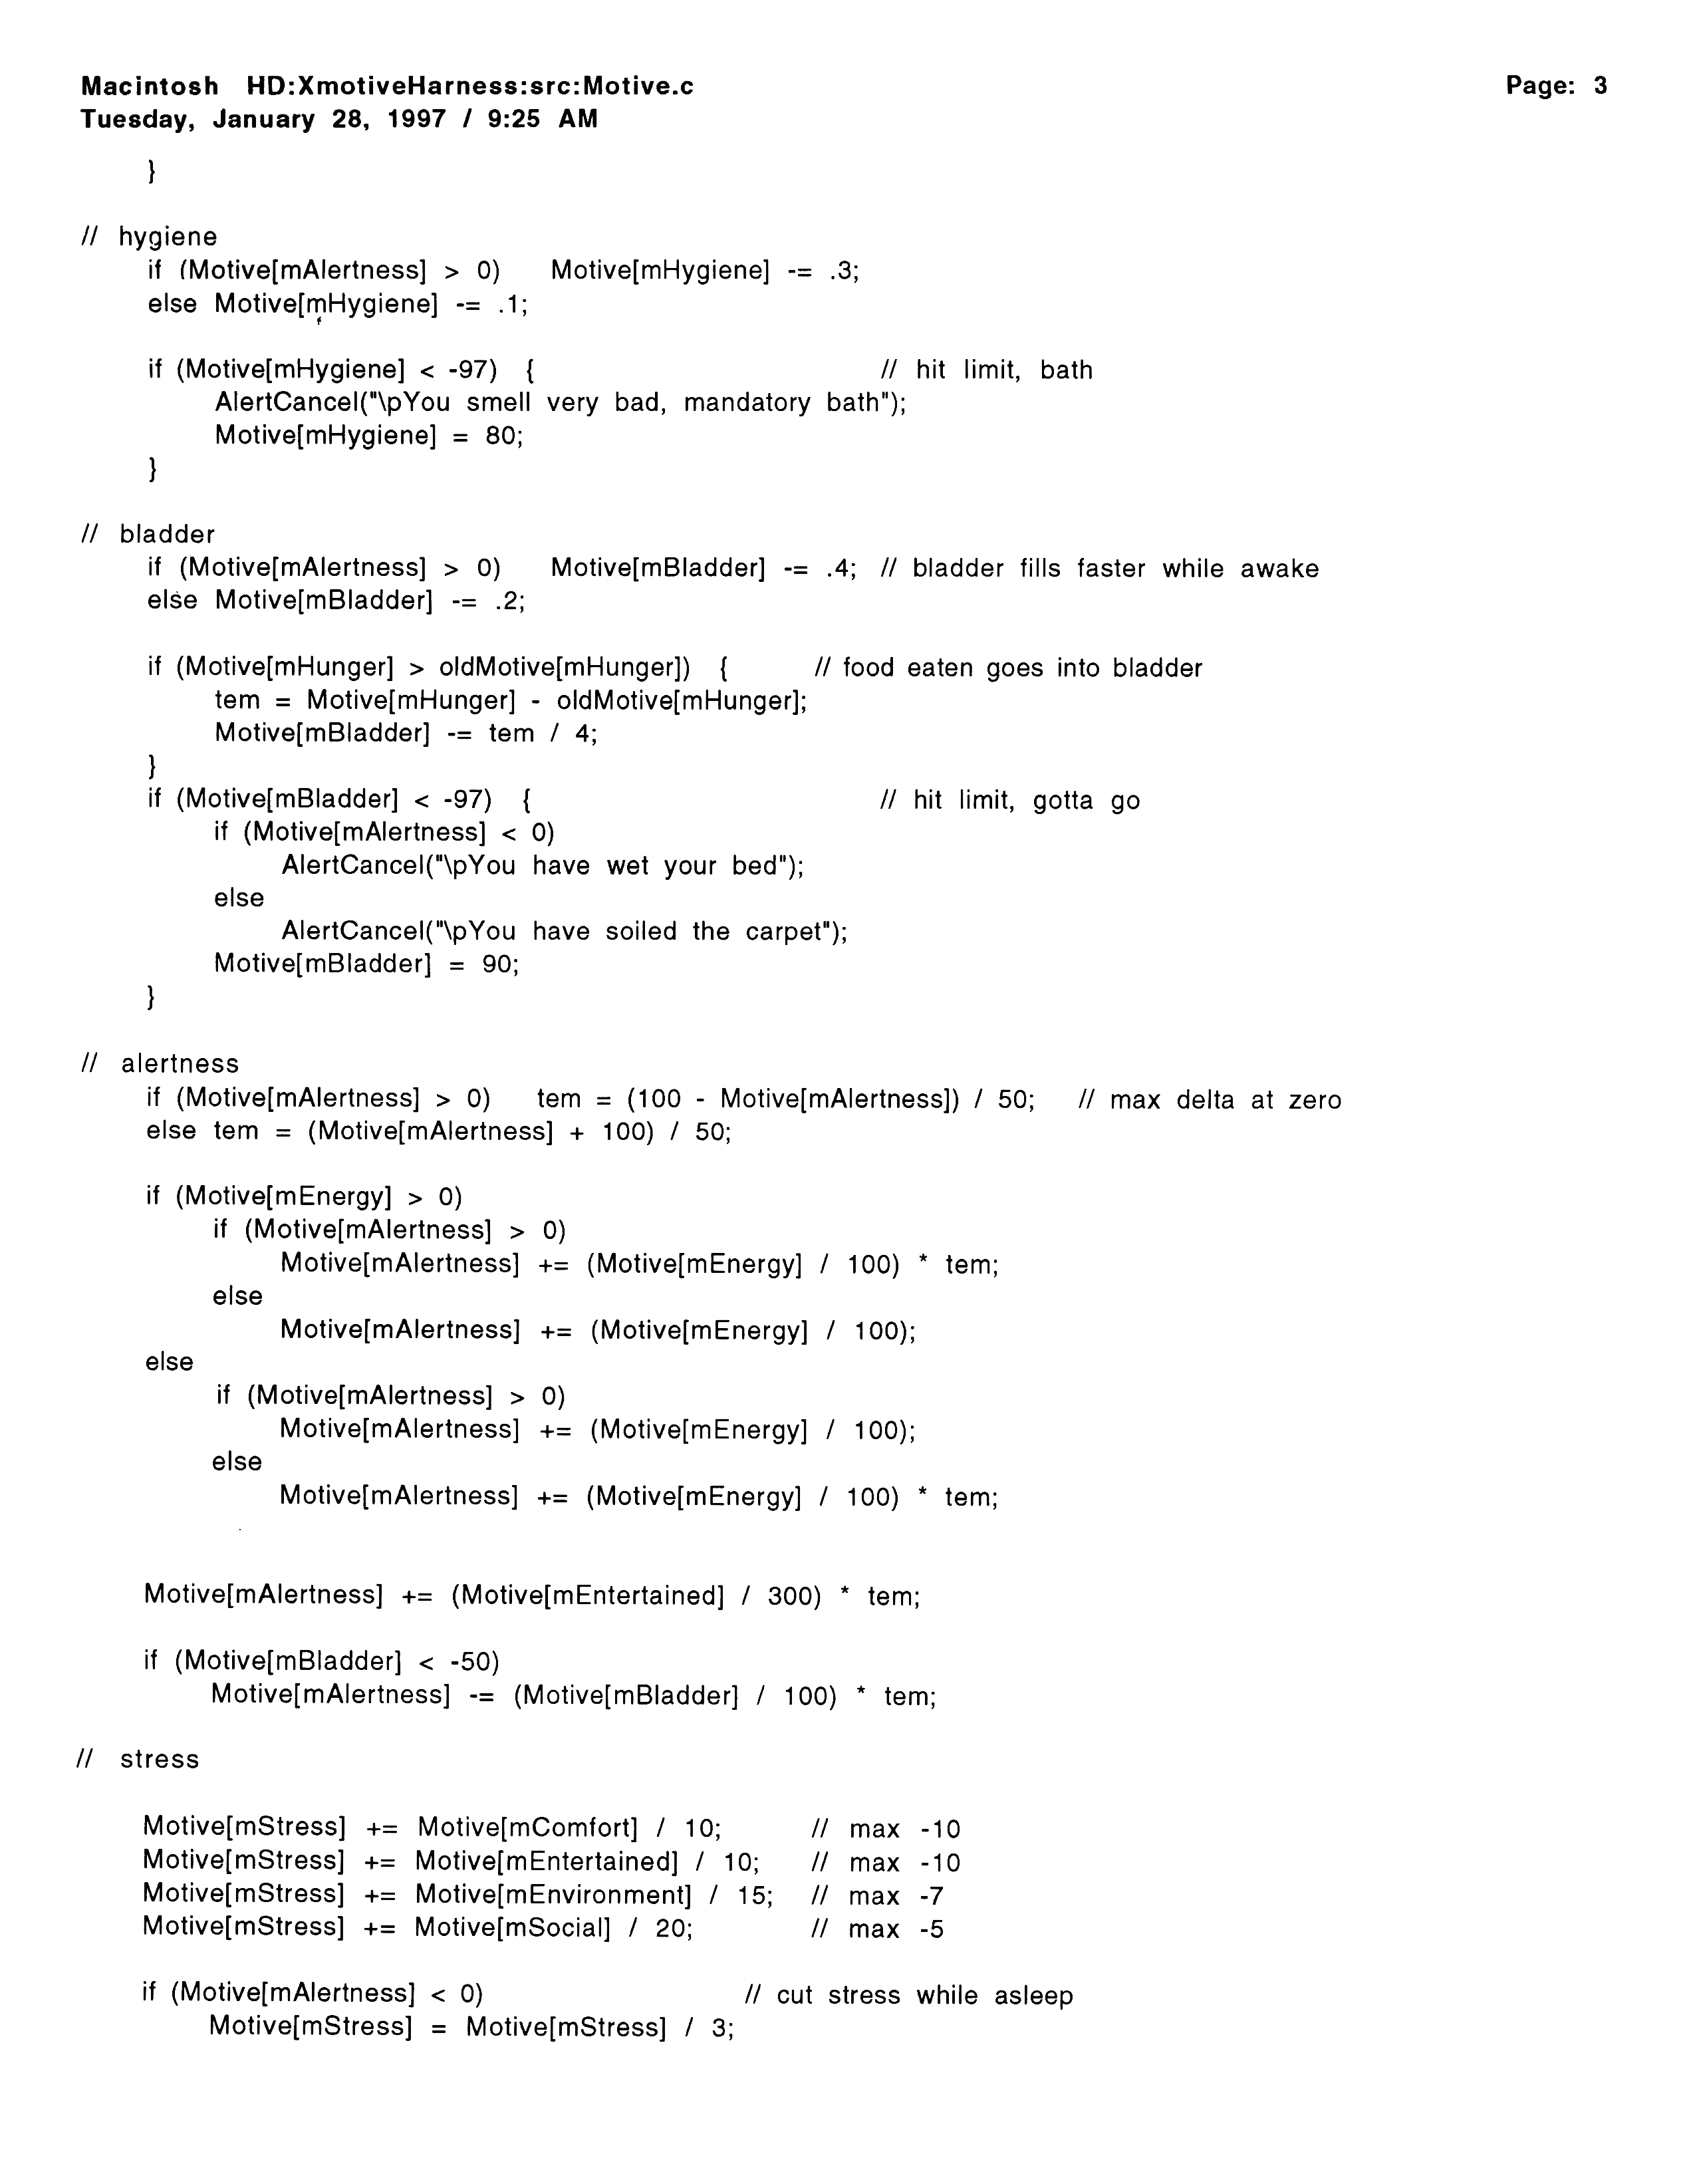 Macintosh HD:XmotiveHarness:src:Motive.c Page: 3
Tuesday, January 28, 1997 / 9:25 AM
}
// hygiene
if (Motive[mAlertness] > 0) Motive[mHygiene] -= .3;
else Motive[mHygiene] -= .1;
if (Motive[mHygiene] < -97) { // hit limit, bath
AlertCancel("\pYou smell very bad, mandatory bath");
Motive[mHygiene] = 80;
}
// bladder
if (Motive[mAlertness] > 0) Motive[mBladder] -= .4; // bladder fills faster while awake
else Motive[mBladder] -= .2;
if (Motive[mHunger] > oldMotive[mHunger]) { // food eaten goes into bladder
tem = Motive[mHunger] - oldMotive[mHunger];
Motive[mBladder] -= tem / 4;
}
if (Motive[mBladder] < -97) { // hit limit, gotta go
if (Motive[mAlertness] < 0)
AlertCancel("\pYou have wet your bed");
else
AlertCancel("\pYou have soiled the carpet");
Motive[mBladder] = 90;
}
// alertness
if (Motive[mAlertness] > 0) tem = (100 - Motive[mAlertness]) / 50; // max delta at zero
else tem = (Motive[mAlertness] + 100) / 50;
if (Motive[mEnergy] > 0)
if (Motive[mAlertness] > 0)
Motive[mAlertness] += (Motive[mEnergy] / 100) * tem;
else
Motive[mAlertness] += (Motive[mEnergy] / 100);
else
if (Motive[mAlertness] > 0)
Motive[mAlertness] += (Motive[mEnergy] / 100);
else
Motive[mAlertness] += (Motive[mEnergy] / 100) * tem;
Motive[mAlertness] += (Motive[mEntertained] / 300) * tem;
if (Motive[mBladder] < -50)
Motive[mAlertness] -= (Motive[mBladder] / 100) * tem;
// stress
Motive[mStress] += Motive[mComfort] / 10; // max -10
Motive[mStress] += Motive[mEntertained] / 10; // max -10
Motive[mStress] += Motive[mEnvironment] / 15; // max -7
Motive[mStress] += Motive[mSocial] / 20; // max -5
if (Motive[mAlertness] < 0) // cut stress while asleep
Motive[mStress] = Motive[mStress] / 3;